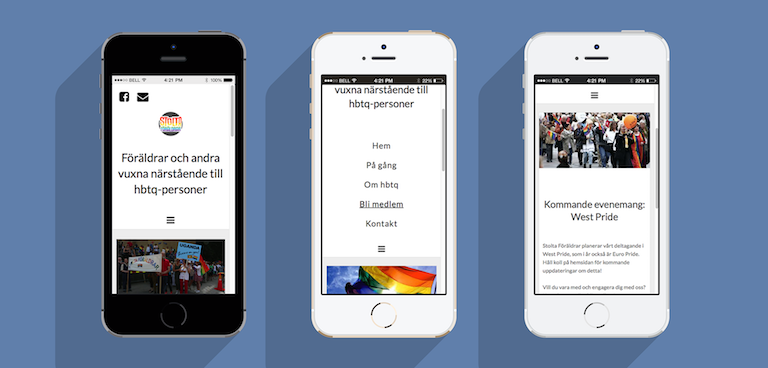 BELL 4:21 PM 100%
STOLTA
Föräldrar och andra
vuxna närstående till
hbtq-personer
UGANDA
BELL 4:21 PM 22%
vuxna närstående till
hbtq-personer
Hem
På gång
Om hbtq
Bli medlem
Kontakt
BELL 4:21 PM 22%
Kommande evenemang:
West Pride
Stolta Föräldrar planerar vårt deltagande i
West Pride, som i år också är Euro Pride.
Håll koll på hemsidan för kommande
uppdateringar om detta!
Vill du vara med och engagera dig med oss?